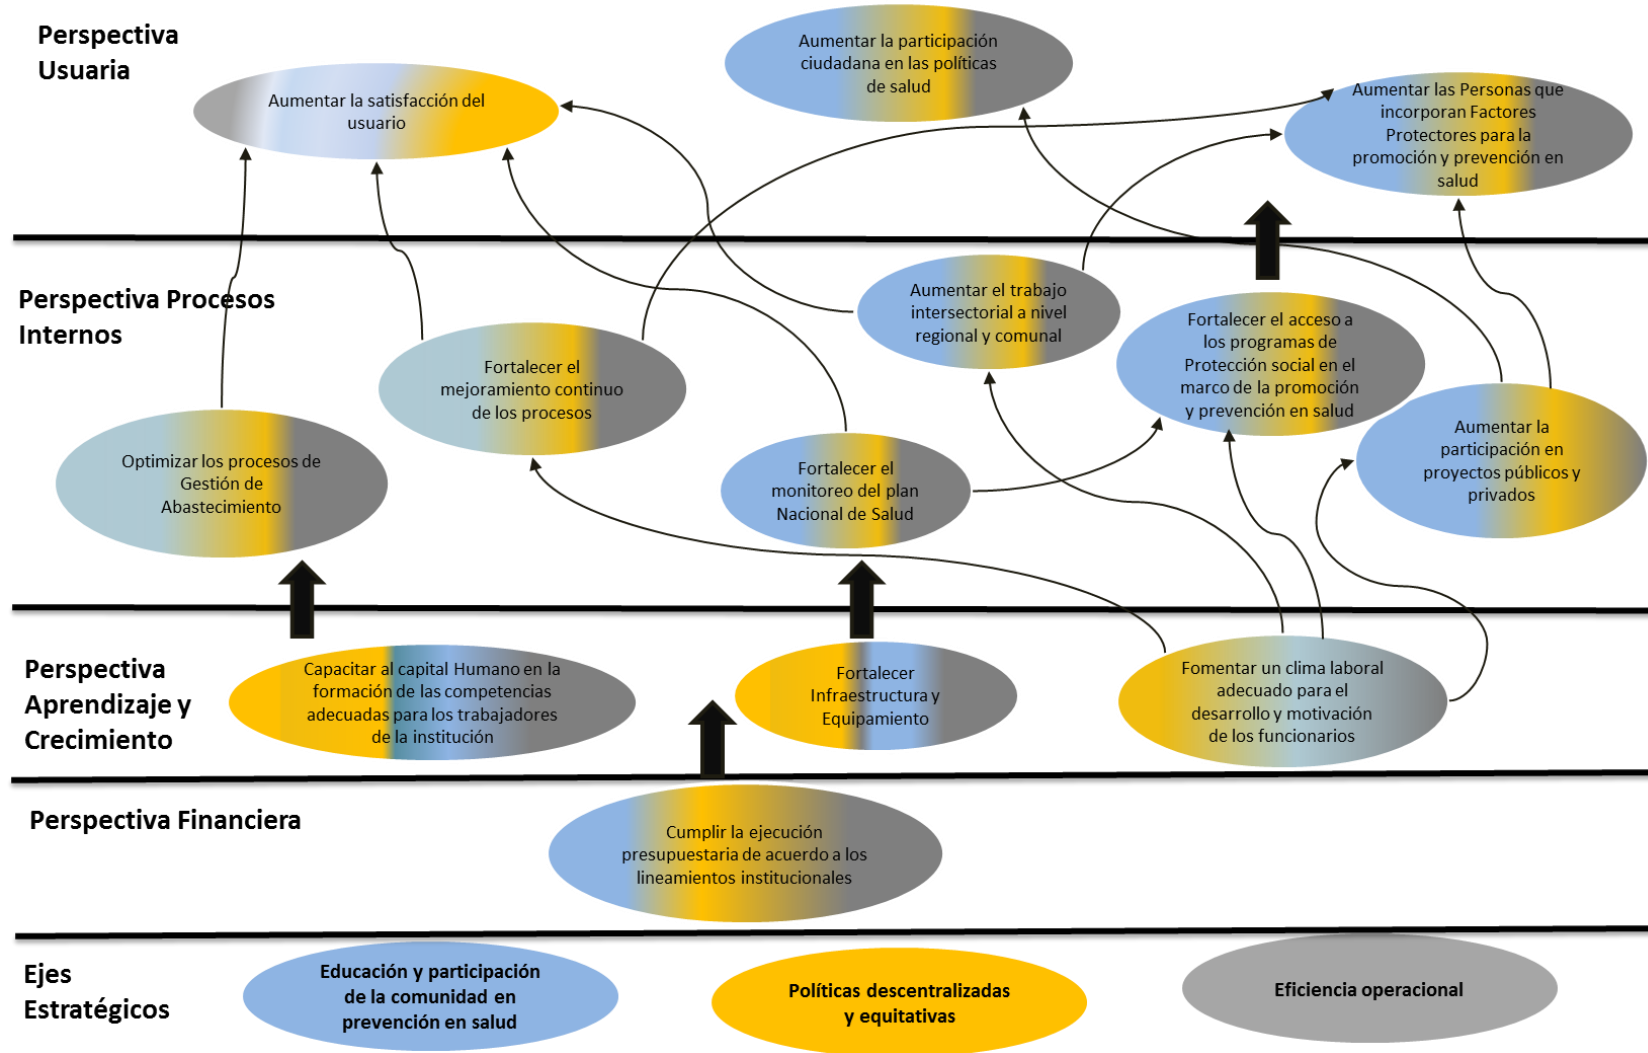 Perspectiva
Usuaria
Aumentar la satisfacción del
usuario
Aumentar la participación
ciudadana en las políticas
de salud
Aumentar las Personas que
incorporan Factores
Protectores para la
promoción y prevención en
salud
Perspectiva Procesos
Internos
Optimizar los procesos de
Gestión de
Abastecimiento
Fortalecer el
mejoramiento continuo
de los procesos
Fortalecer el
monitoreo del plan
Nacional de Salud
Aumentar el trabajo
intersectorial a nivel
regional y comunal
Fortalecer el acceso a
los programas de
Protección social en el
marco de la promoción
y prevención en salud
Aumentar la
participación en
proyectos públicos y
privados
Perspectiva
Aprendizaje y
Crecimiento
Capacitar al capital Humano en la
formación de las competencias
adecuadas para los trabajadores
de la institución
Fortalecer
Infraestructura y
Equipamiento
Fomentar un clima laboral
adecuado para el
desarrollo y motivación
de los funcionarios
Perspectiva Financiera
Cumplir la ejecución
presupuestaria de acuerdo a los
lineamientos institucionales
Ejes
Estratégicos
Educación y participación
de la comunidad en
prevención en salud
Políticas descentralizadas
y equitativas
Eficiencia operacional